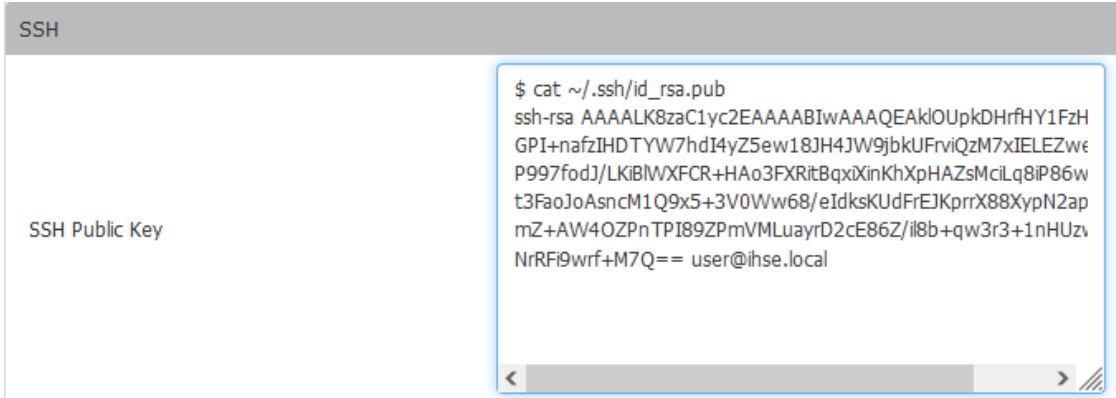 SSH
SSH Public Key
$ cat ~/.ssh/id_rsa.pub
ssh-rsa AAAALK8zaC1yc2EAAAABIwAAAQEAklOUpkDHrfHY1FzH
GPI+nafzIHDTYW7hdI4yZ5ew18JH4JW9jbkUFrviQzM7xIELEZwe
P997fodJ/LKiBlWXFCR+HAo3FXRitBqxiXinKhXpHAZsMciLq8iP86w
t3FaoJoAsncM1Q9x5+3V0Ww68/eIdksKUdFrEJKprrX88XypN2ap
mZ+AW4OZPnTPI89ZPmVMLuayrD2cE86Z/il8b+qw3r3+1nHUzv
NrRFi9wrf+M7Q== user@ihse.local